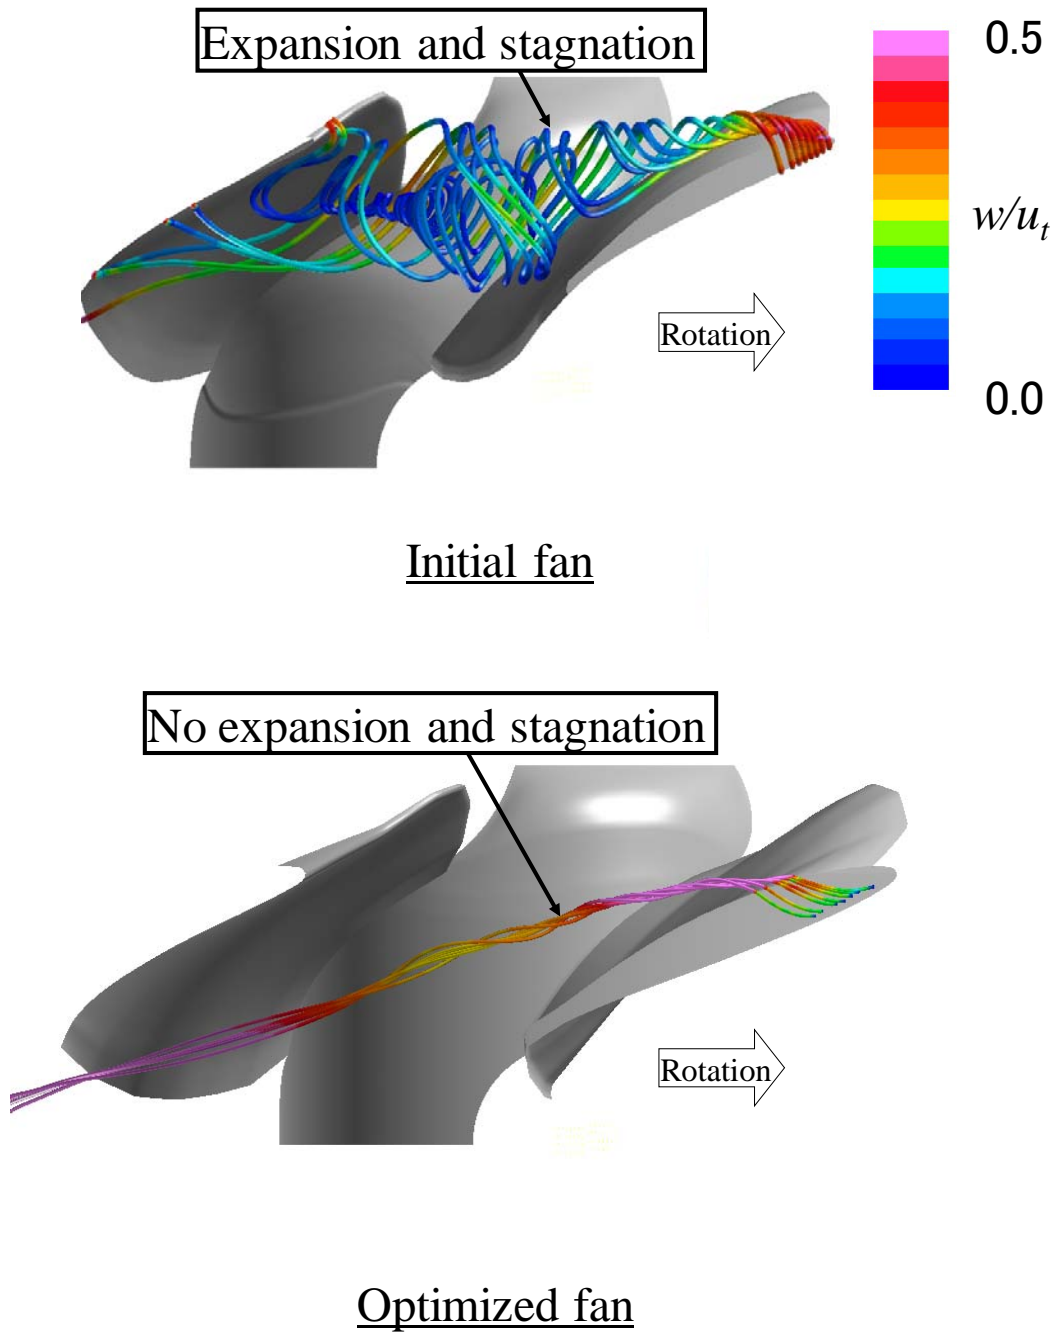 Expansion and stagnation
0.5
w/u_t
Rotation
0.0
Initial fan
No expansion and stagnation
Rotation
Optimized fan